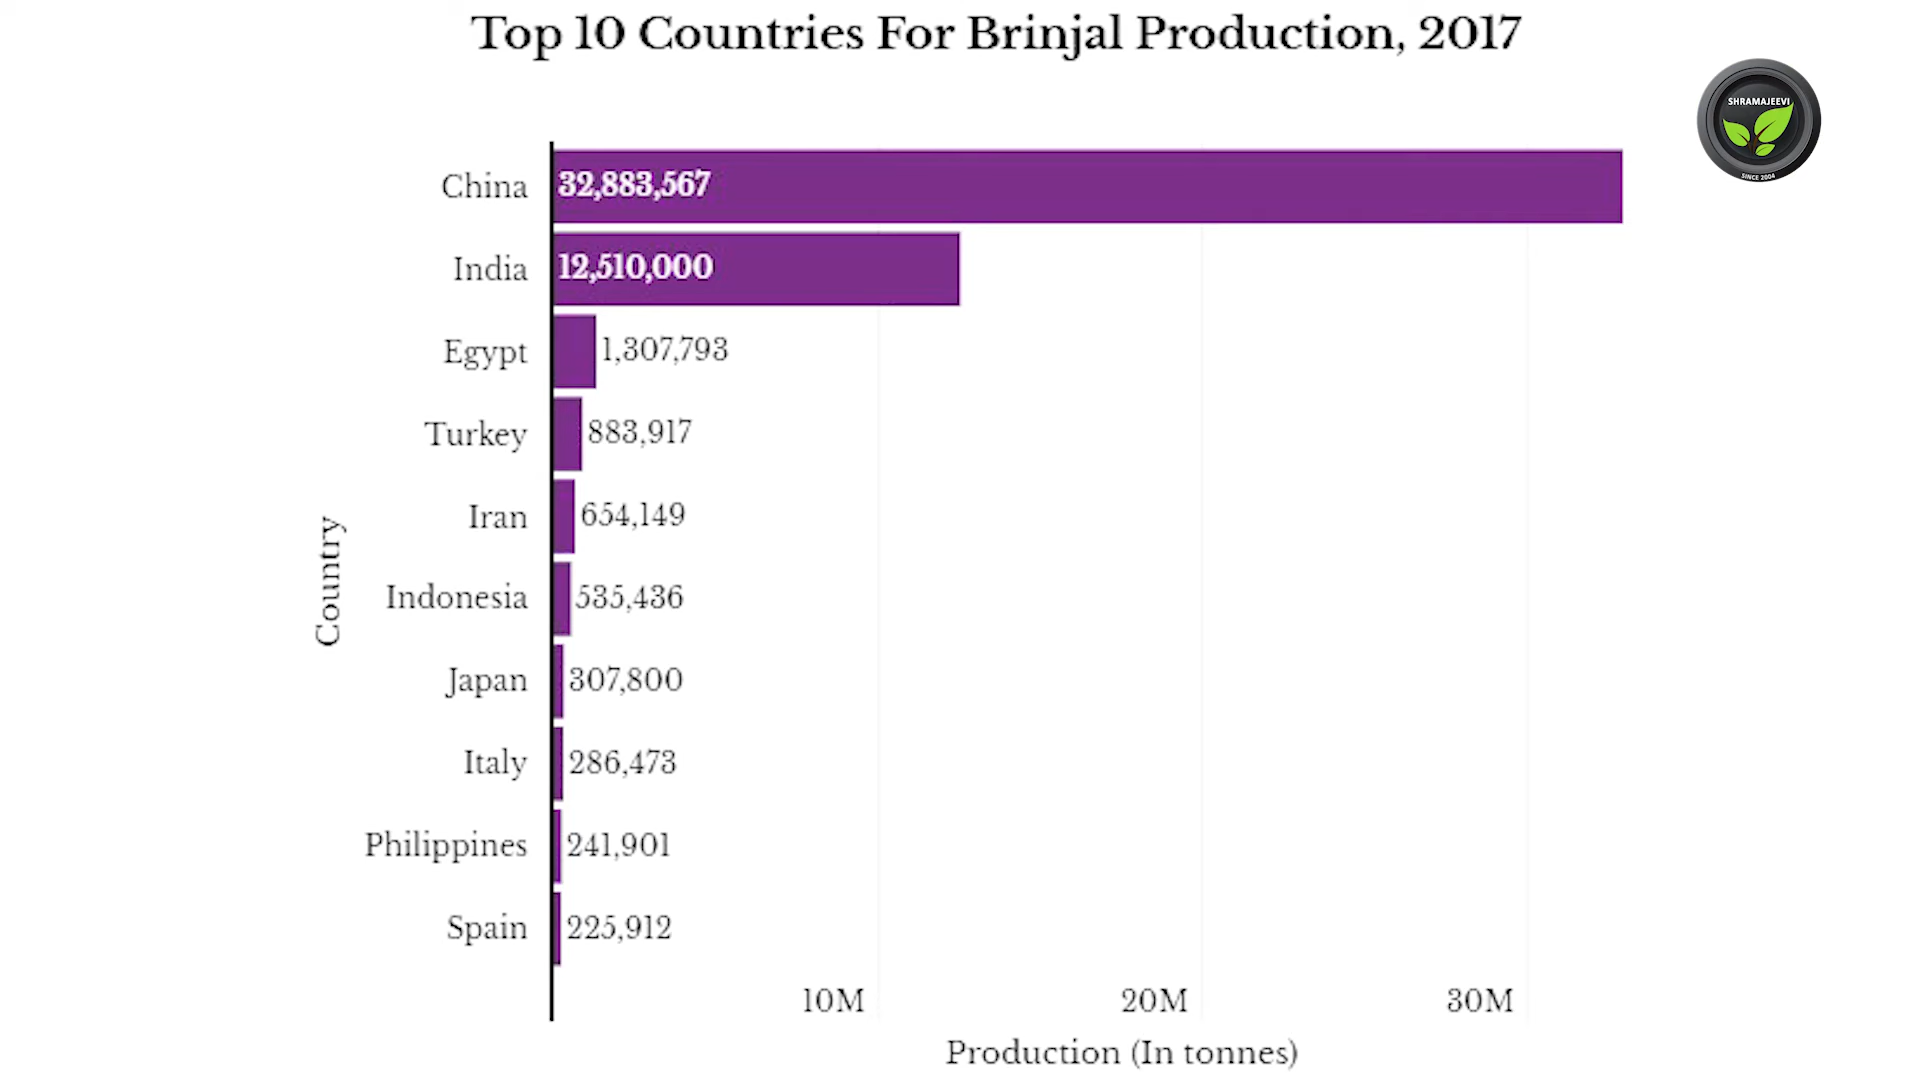 Top 10 Countries For Brinjal Production, 2017
SHRAMAJEEVI
SINCE 2004
China 32,883,567
India 12,510,000
Egypt 1,307,793
Turkey 883,917
Iran 654,149
Indonesia 535,436
Japan 307,800
Italy 286,473
Philippines 241,901
Spain 225,912
Country
10M 20M 30M
Production (In tonnes)